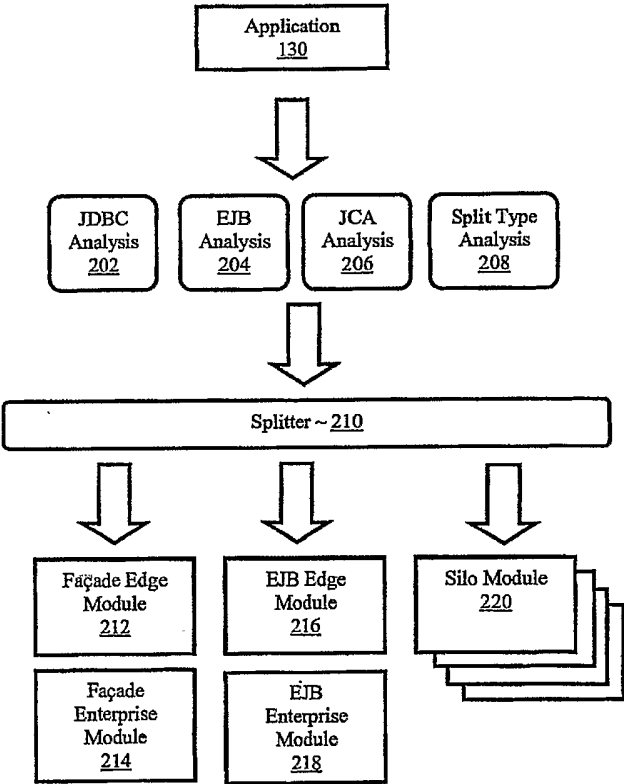 Application
130
JDBC
Analysis
202
EJB
Analysis
204
JCA
Analysis
206
Split Type
Analysis
208
Splitter ~ 210
Façade Edge
Module
212
EJB Edge
Module
216
Silo Module
220
Façade
Enterprise
Module
214
EJB
Enterprise
Module
218